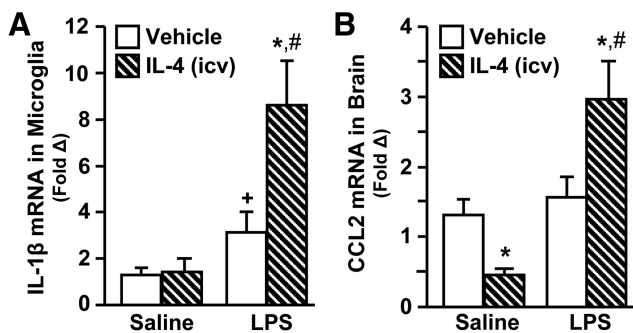 A
IL-1β mRNA in Microglia
(Fold Δ)
12
10
8
6
4
2
0
Vehicle
IL-4 (icv)
+
*,#
Saline LPS
B
CCL2 mRNA in Brain
(Fold Δ)
4
3
2
1
0
Vehicle
IL-4 (icv)
*
*,#
Saline LPS